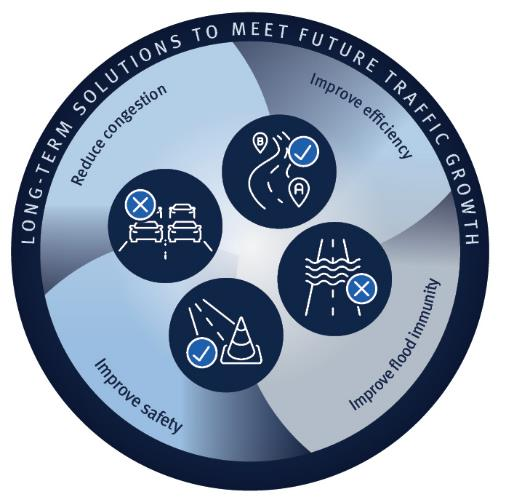 LONG-TERM SOLUTIONS TO MEET FUTURE TRAFFIC GROWTH
Reduce congestion
Improve efficiency
B
A
Improve safety
Improve flood immunity